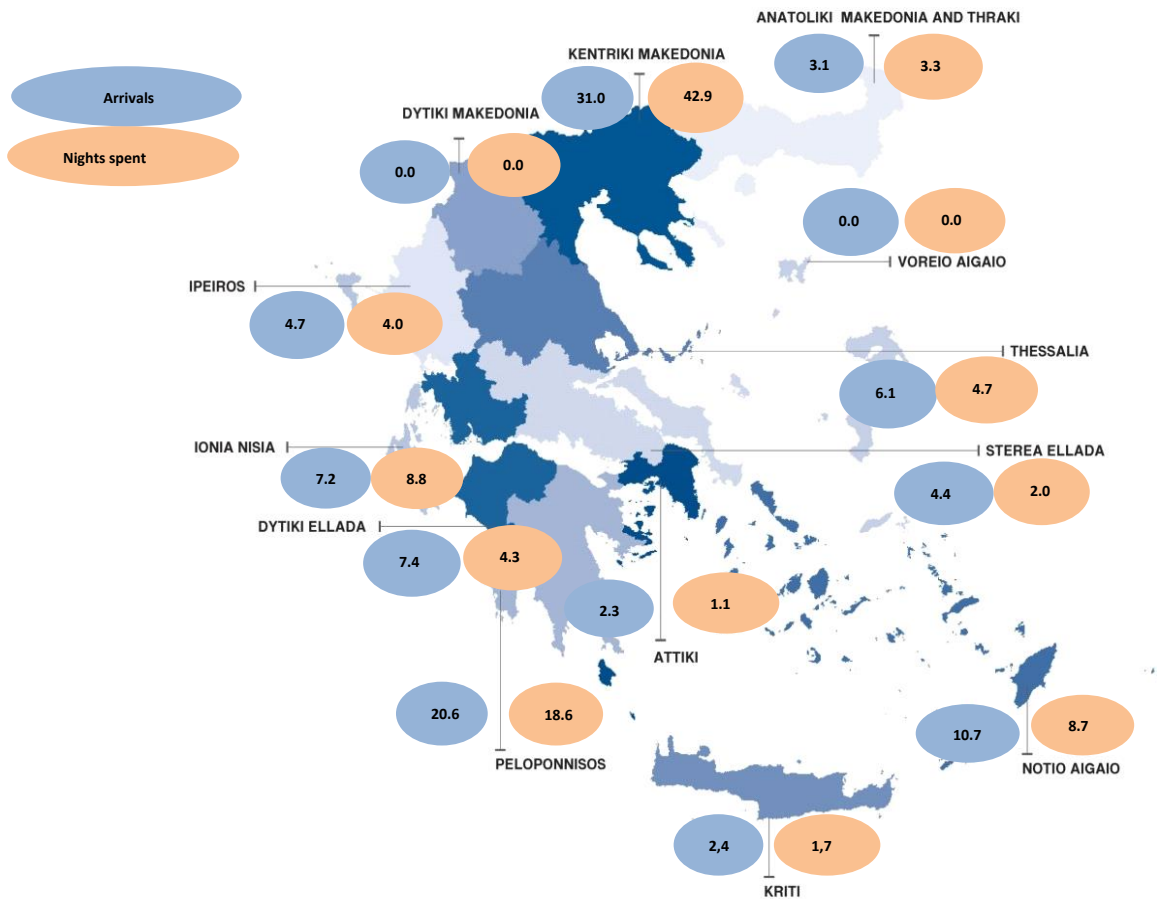 ANATOLIKI MAKEDONIA AND THRAKI
3.1
3.3
KENTRIKI MAKEDONIA
31.0
42.9
Arrivals
Nights spent
DYTIKI MAKEDONIA
0.0
0.0
0.0
0.0
VOREIO AIGAIO
IPEIROS
4.7
4.0
THESSALIA
6.1
4.7
IONIA NISIA
7.2
8.8
STEREA ELLADA
4.4
2.0
DYTIKI ELLADA
7.4
4.3
2.3
1.1
ATTIKI
20.6
18.6
PELOPONNISOS
10.7
8.7
NOTIO AIGAIO
2,4
1,7
KRITI